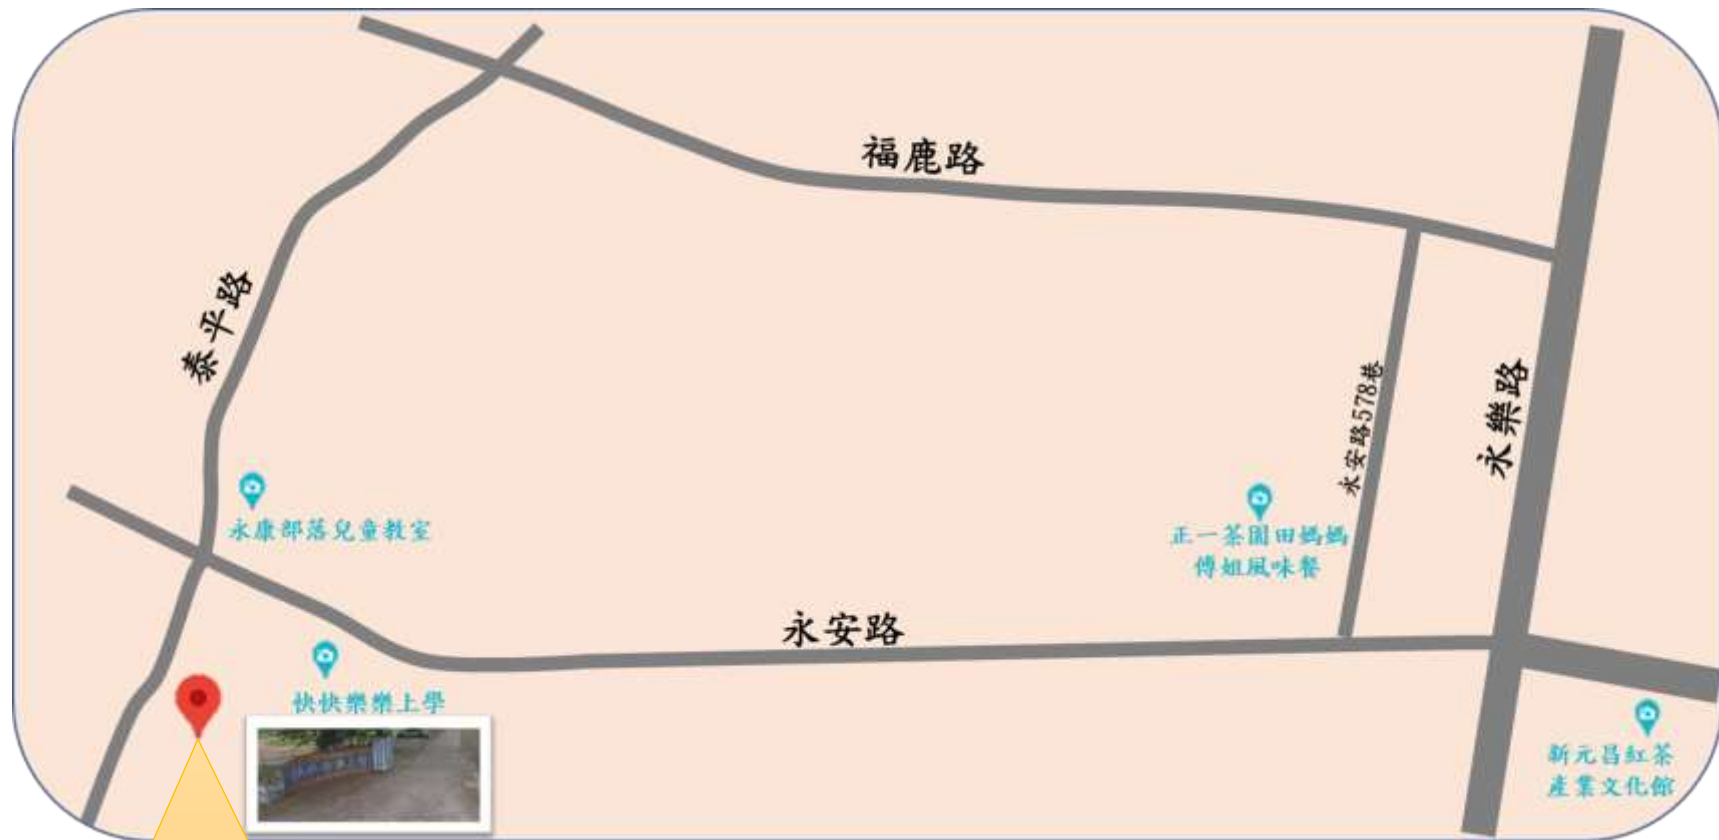 福鹿路
泰平路
永安路578巷
永樂路
永康部落兒童教室
正一茶園田媽媽
傅姐風味餐
永安路
快快樂樂上學
新元昌紅茶
產業文化館